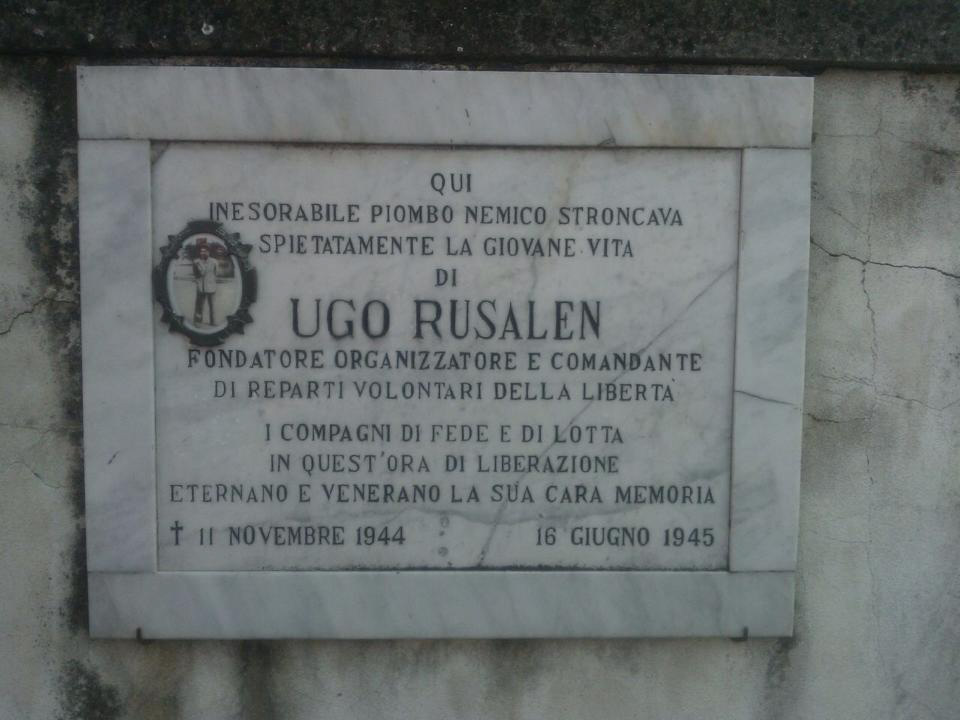 QUI
INESORABILE PIOMBO NEMICO STRONCAVA
SPIETATAMENTE LA GIOVANE VITA
DI
UGO RUSALEN
FONDATORE ORGANIZZATORE E COMANDANTE
DI REPARTI VOLONTARI DELLA LIBERTÀ
I COMPAGNI DI FEDE E DI LOTTA
IN QUEST'ORA DI LIBERAZIONE
ETERNANO E VENERANO LA SUA CARA MEMORIA
✝ 11 NOVEMBRE 1944 16 GIUGNO 1945